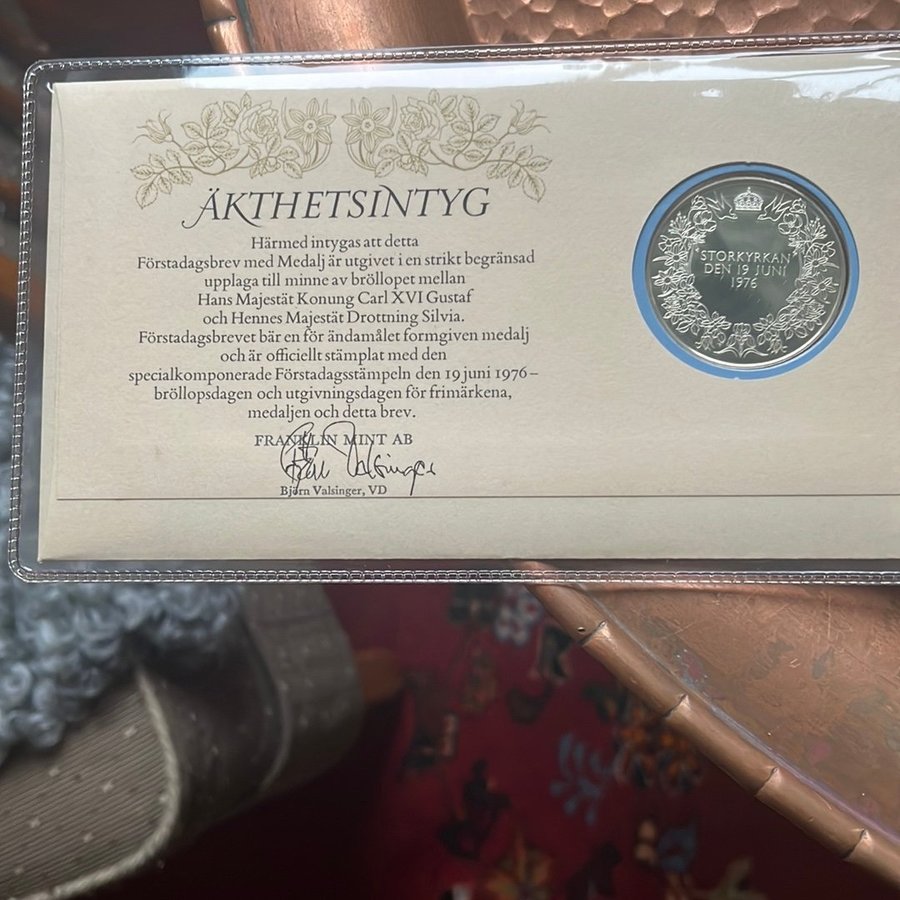 ÄKTHETSINTYG
Härmed intygas att detta
Förstadagsbrev med Medalj är utgivet i en strikt begränsad
upplaga till minne av bröllopet mellan
Hans Majestät Konung Carl XVI Gustaf
och Hennes Majestät Drottning Silvia.
Förstadagsbrevet bär en för ändamålet formgiven medalj
och är officiellt stämplat med den
specialkomponerade Förstadagsstämpeln den 19 juni 1976 –
bröllopsdagen och utgivningsdagen för frimärkena,
medaljen och detta brev.
FRANKLIN MINT AB
Björn Valsinger
Björn Valsinger, VD
STORKYRKAN
DEN 19 JUNI
1976